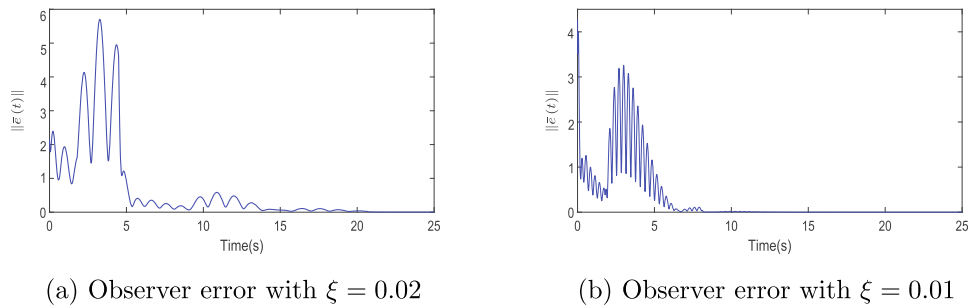 6
5
4
3
2
1
0
‖ē(t)‖
0 5 10 15 20 25
Time(s)
(a) Observer error with ξ = 0.02
4
3
2
1
0
‖ē(t)‖
0 5 10 15 20 25
Time(s)
(b) Observer error with ξ = 0.01